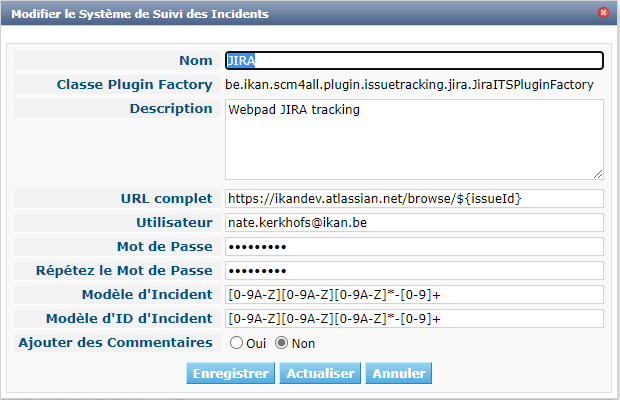 Modifier le Système de Suivi des Incidents
Nom JIRA
Classe Plugin Factory be.ikan.scm4all.plugin.issuetracking.jira.JiraITSPluginFactory
Description Webpad JIRA tracking
URL complet https://ikandev.atlassian.net/browse/${issueId}
Utilisateur nate.kerkhofs@ikan.be
Mot de Passe •••••••••
Répétez le Mot de Passe •••••••••
Modèle d'Incident [0-9A-Z][0-9A-Z][0-9A-Z]*-[0-9]+
Modèle d'ID d'Incident [0-9A-Z][0-9A-Z][0-9A-Z]*-[0-9]+
Ajouter des Commentaires Oui Non
Enregistrer Actualiser Annuler